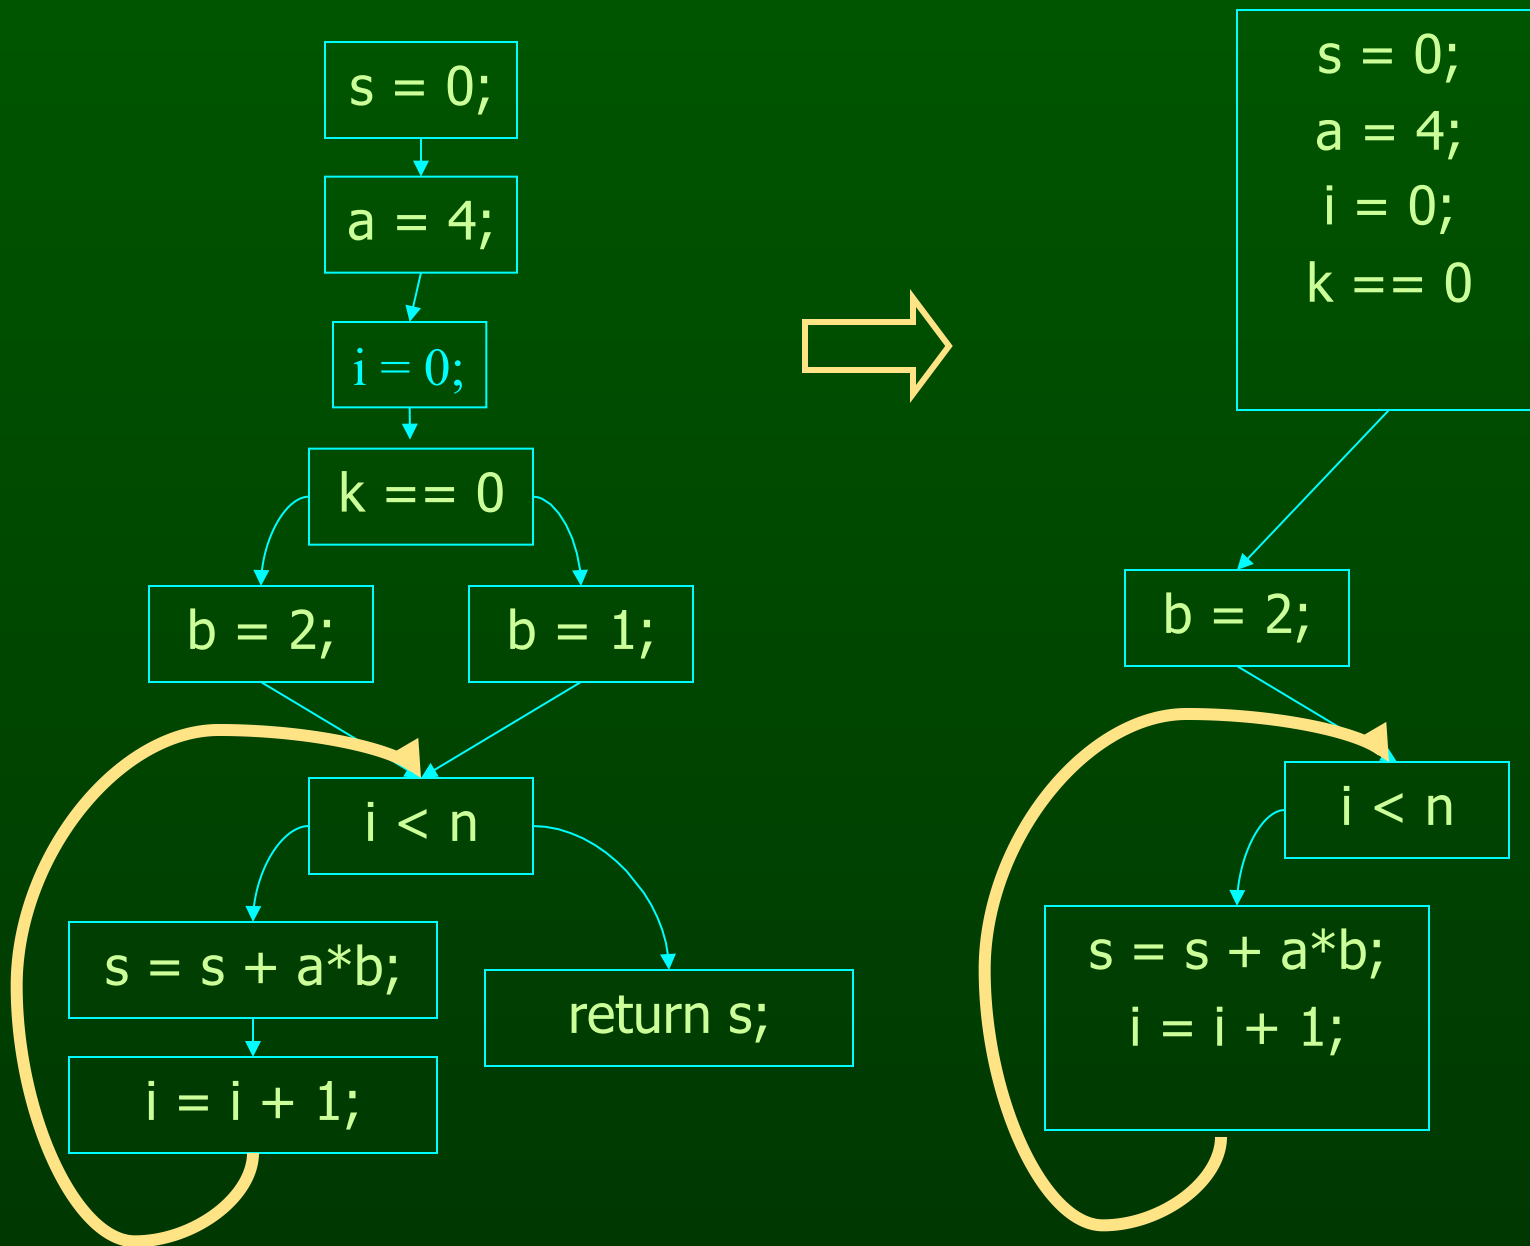 s = 0;
a = 4;
i = 0;
k == 0
b = 2;
b = 1;
i < n
s = s + a*b;
return s;
i = i + 1;
s = 0;
a = 4;
i = 0;
k == 0
b = 2;
i < n
s = s + a*b;
i = i + 1;